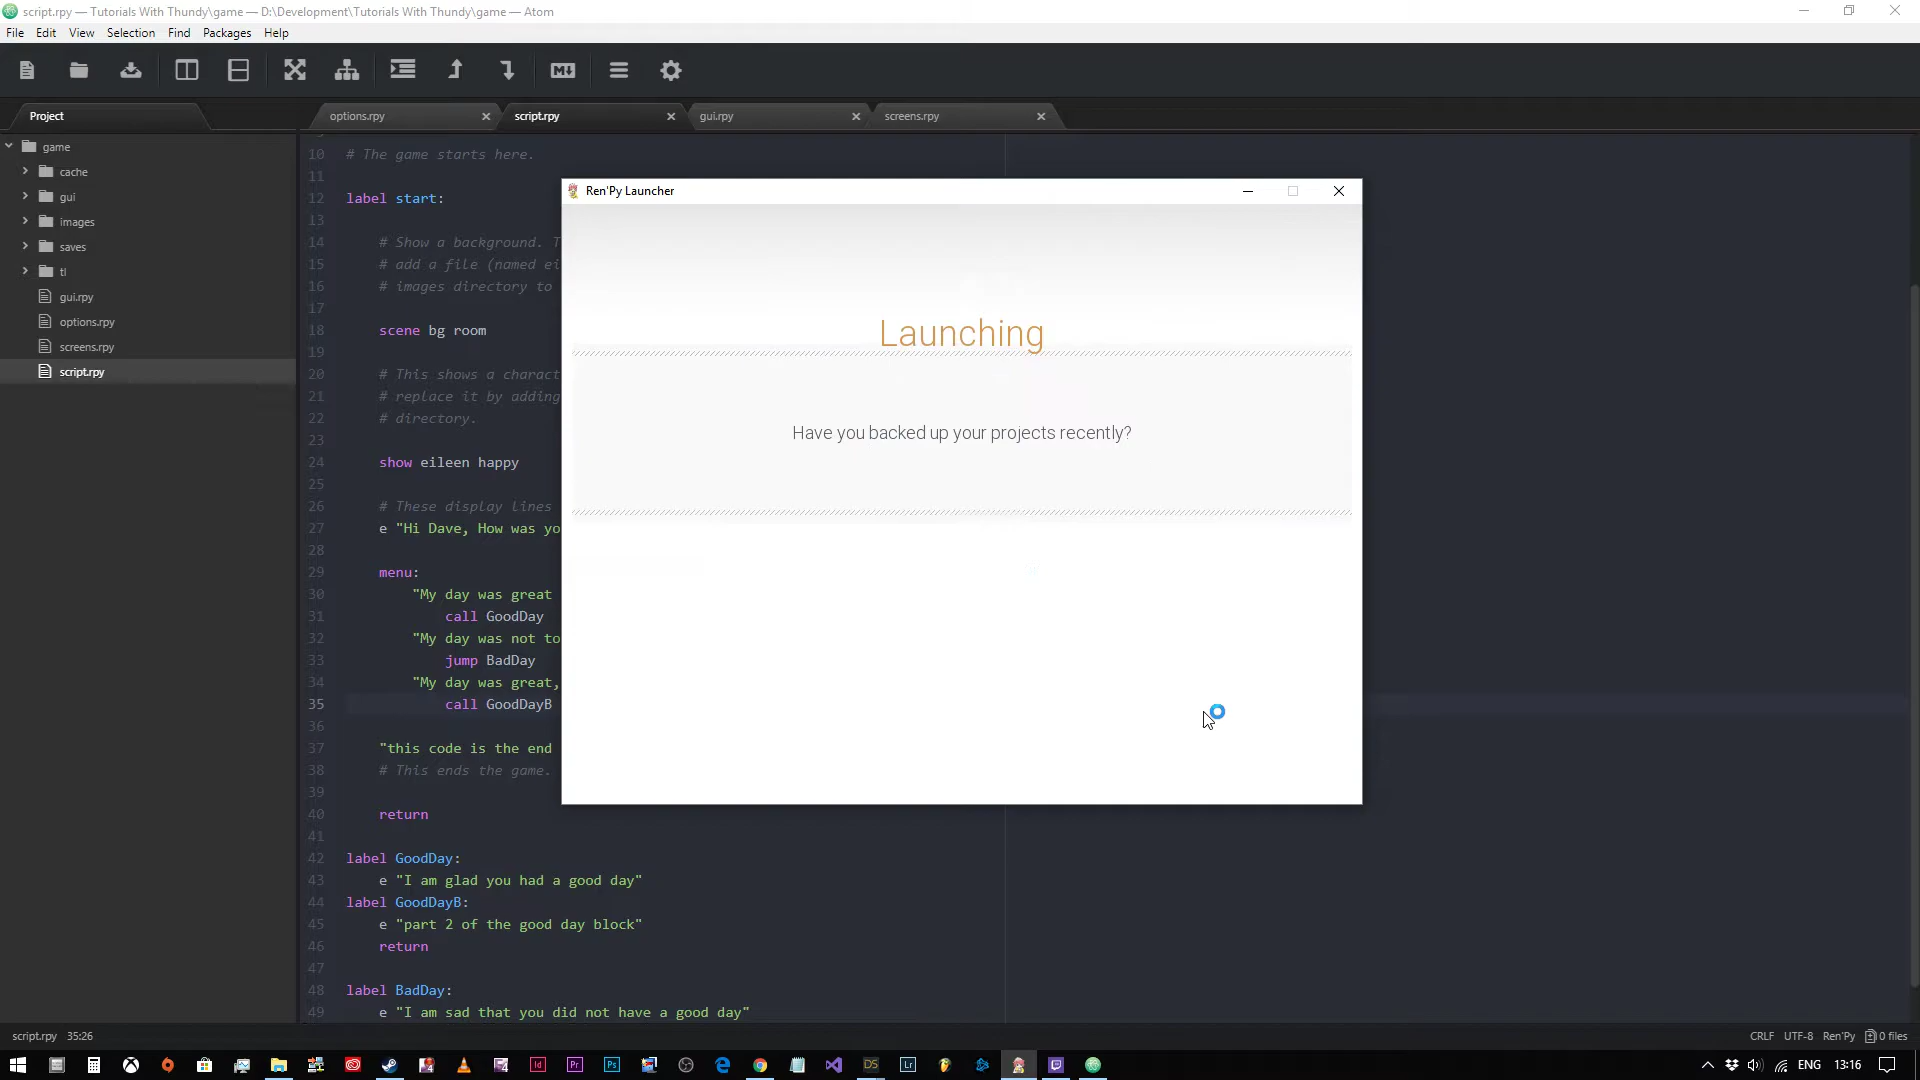 script.rpy — Tutorials With Thundy\game — D:\Development\Tutorials With Thundy\game — Atom
File Edit View Selection Find Packages Help
Project
options.rpy
script.rpy
gui.rpy
screens.rpy
game
cache
gui
images
saves
tl
gui.rpy
options.rpy
screens.rpy
script.rpy
10 # The game starts here.
11
12 label start:
13
14 # Show a background. T
15 # add a file (named ei
16 # images directory to
17
18 scene bg room
19
20 # This shows a charact
21 # replace it by adding
22 # directory.
23
24 show eileen happy
25
26 # These display lines
27 e "Hi Dave, How was yo
28
29 menu:
30 "My day was great
31 call GoodDay
32 "My day was not to
33 jump BadDay
34 "My day was great,
35 call GoodDayB
36
37 "this code is the end
38 # This ends the game.
39
40 return
41
42 label GoodDay:
43 e "I am glad you had a good day"
44 label GoodDayB:
45 e "part 2 of the good day block"
46 return
47
48 label BadDay:
49 e "I am sad that you did not have a good day"
Ren'Py Launcher
Launching
Have you backed up your projects recently?
script.rpy 35:26
CRLF UTF-8 Ren'Py 0 files
Id Pr Ps DS Lr
ENG 13:16